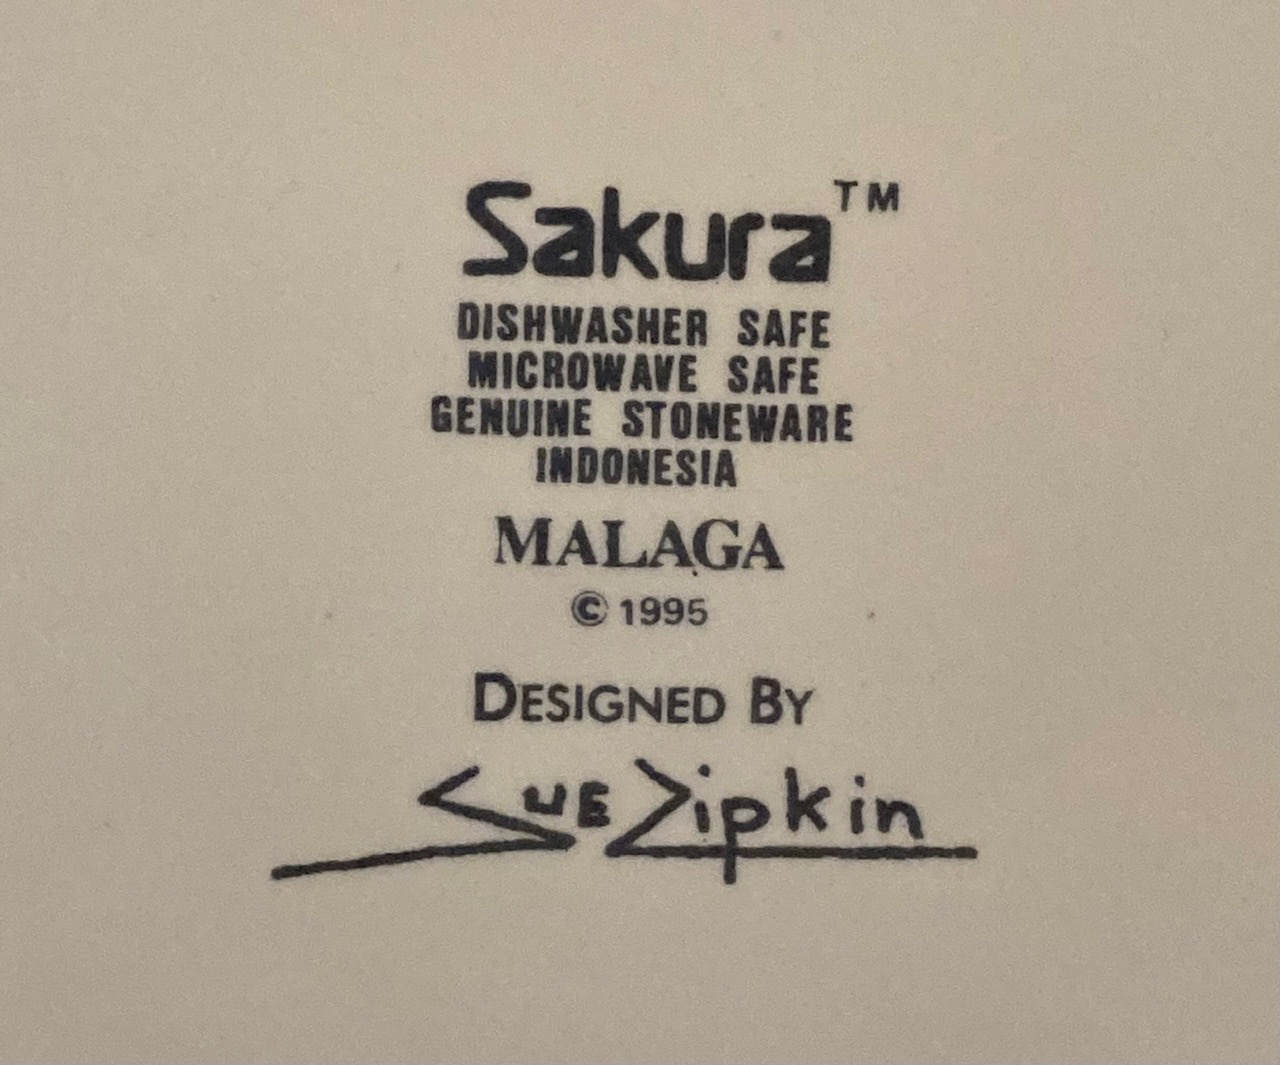 Sakura™
DISHWASHER SAFE
MICROWAVE SAFE
GENUINE STONEWARE
INDONESIA
MALAGA
© 1995
DESIGNED BY
SUE Zipkin